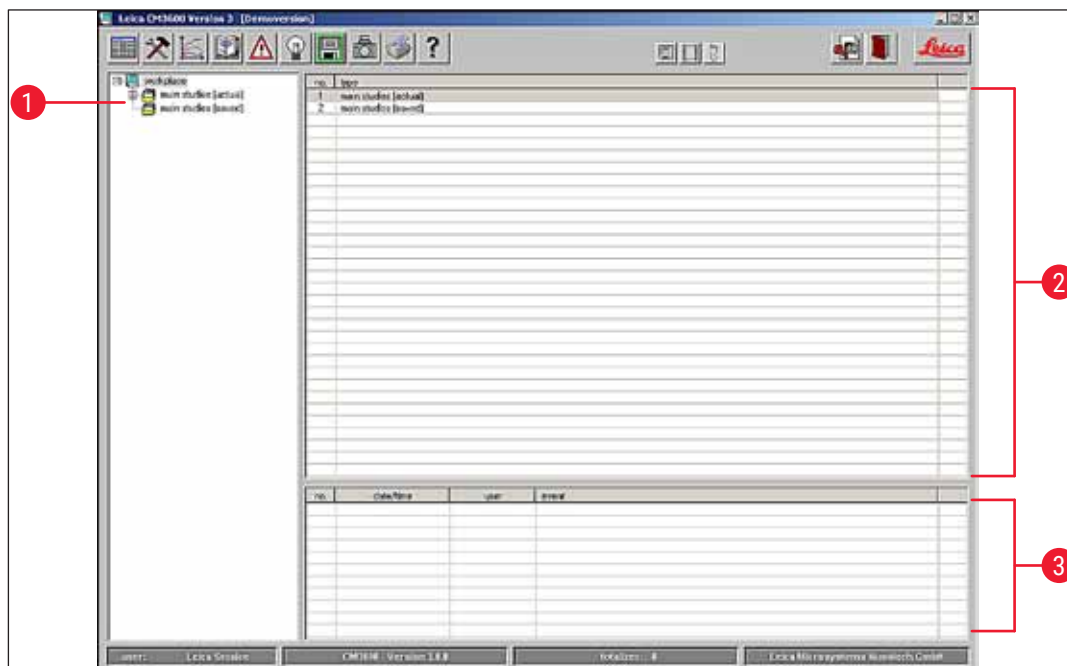 Leica CM3600 Version 3 [Demoversion]
?
Leica
workplace
main studies [actual]
main studies [saved]
no. type
1 main studies [actual]
2 main studies [saved]
no. date/time user event
user: Leica Service
CM3600 - Version 3.0.0
totalizer: 0
Leica Microsystems Nussloch GmbH
1
2
3